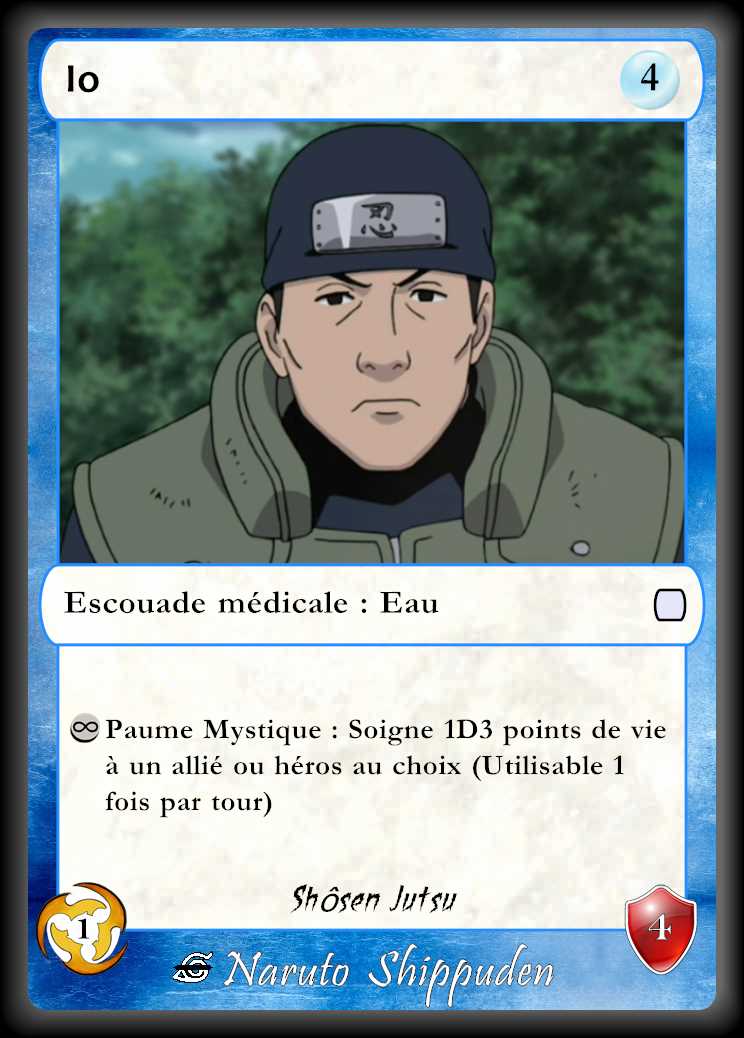 Io
4
忍
Escouade médicale : Eau
∞ Paume Mystique : Soigne 1D3 points de vie
à un allié ou héros au choix (Utilisable 1
fois par tour)
Shôsen Jutsu
1
4
Naruto Shippuden